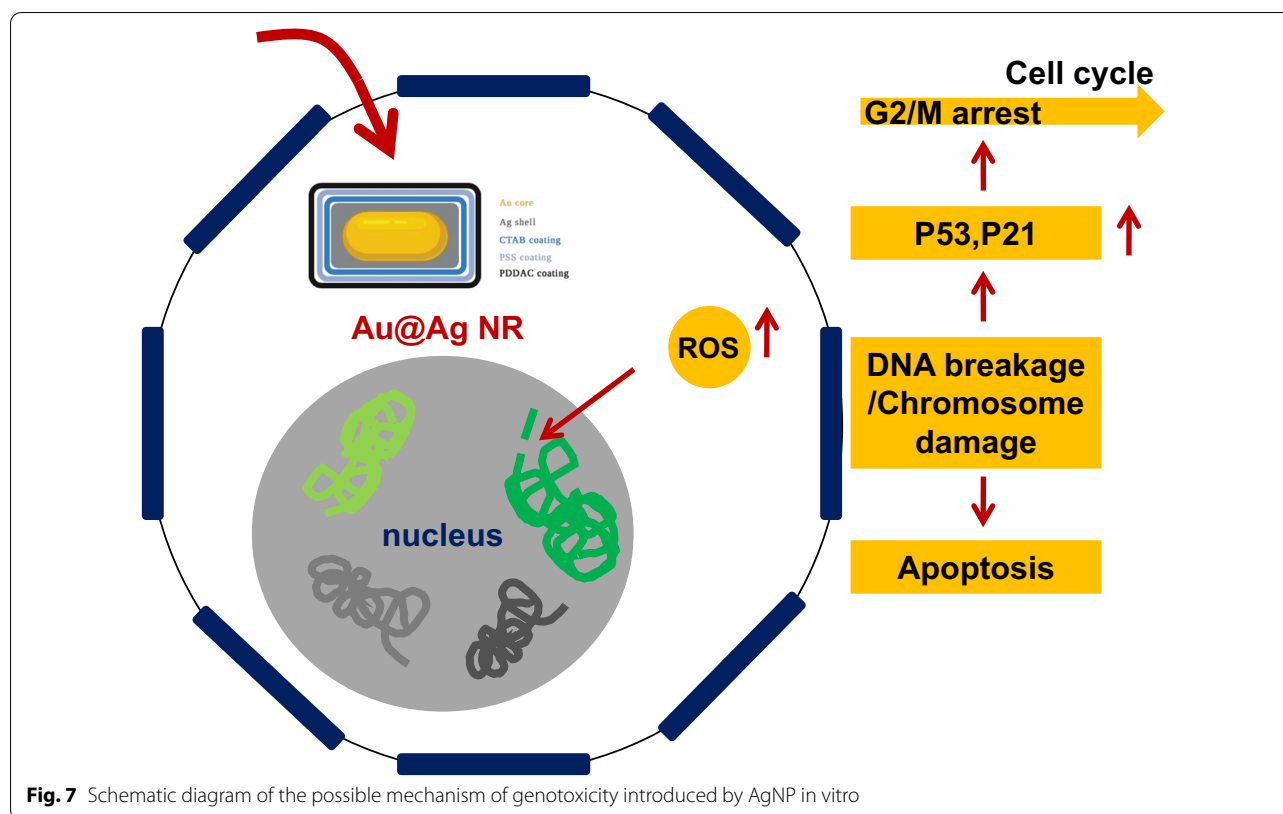 Au core
Ag shell
CTAB coating
PSS coating
PDDAC coating
Au@Ag NR
ROS
nucleus
Cell cycle
G2/M arrest
P53,P21
DNA breakage
/Chromosome
damage
Apoptosis
Fig. 7 Schematic diagram of the possible mechanism of genotoxicity introduced by AgNP in vitro